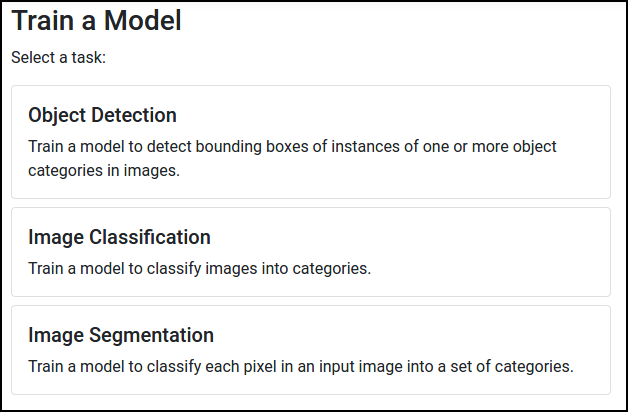 Train a Model
Select a task:
Object Detection
Train a model to detect bounding boxes of instances of one or more object
categories in images.
Image Classification
Train a model to classify images into categories.
Image Segmentation
Train a model to classify each pixel in an input image into a set of categories.